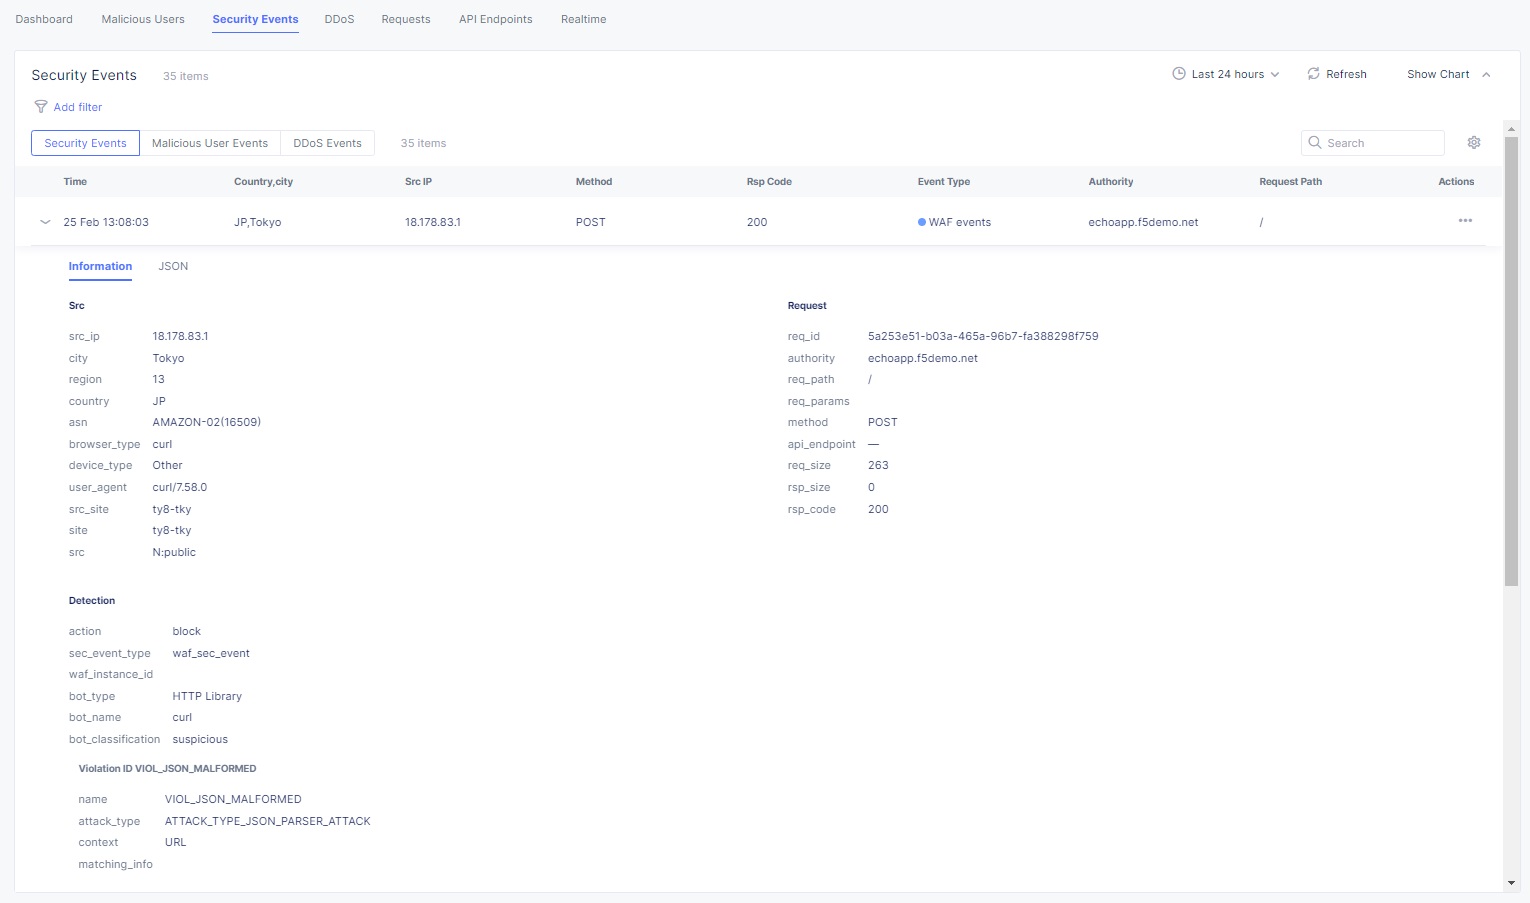 Dashboard Malicious Users Security Events DDoS Requests API Endpoints Realtime
Security Events 35 items Last 24 hours Refresh Show Chart
Add filter
Security Events Malicious User Events DDoS Events 35 items Search
Time Country,city Src IP Method Rsp Code Event Type Authority Request Path Actions
25 Feb 13:08:03 JP,Tokyo 18.178.83.1 POST 200 WAF events echoapp.f5demo.net /
Information JSON
Src
src_ip 18.178.83.1
city Tokyo
region 13
country JP
asn AMAZON-02(16509)
browser_type curl
device_type Other
user_agent curl/7.58.0
src_site ty8-tky
site ty8-tky
src N:public
Request
req_id 5a253e51-b03a-465a-96b7-fa388298f759
authority echoapp.f5demo.net
req_path /
req_params
method POST
api_endpoint —
req_size 263
rsp_size 0
rsp_code 200
Detection
action block
sec_event_type waf_sec_event
waf_instance_id
bot_type HTTP Library
bot_name curl
bot_classification suspicious
Violation ID VIOL_JSON_MALFORMED
name VIOL_JSON_MALFORMED
attack_type ATTACK_TYPE_JSON_PARSER_ATTACK
context URL
matching_info